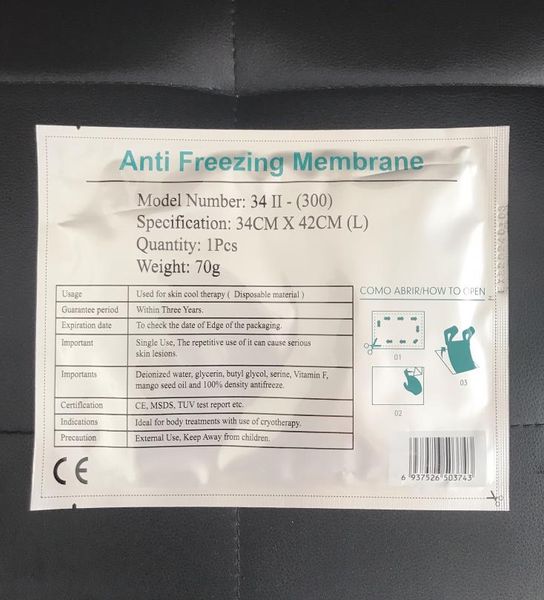 Anti Freezing Membrane
Model Number: 34 II - (300)
Specification: 34CM X 42CM (L)
Quantity: 1Pcs
Weight: 70g
Usage Used for skin cool therapy ( Disposable material )
Guarantee period Within Three Years.
Expiration date To check the date of Edge of the packaging.
Important Single Use, The repetitive use of it can cause serious
skin lesions.
Importants Deionized water, glycerin, butyl glycol, serine, Vitamin F,
mango seed oil and 100% density antifreeze.
Certification CE, MSDS, TUV test report etc.
Indications Ideal for body treatments with use of cryotherapy.
Precaution External Use, Keep Away from children.
CE
COMO ABRIR/HOW TO OPEN
01
02
03
6 937526 503743